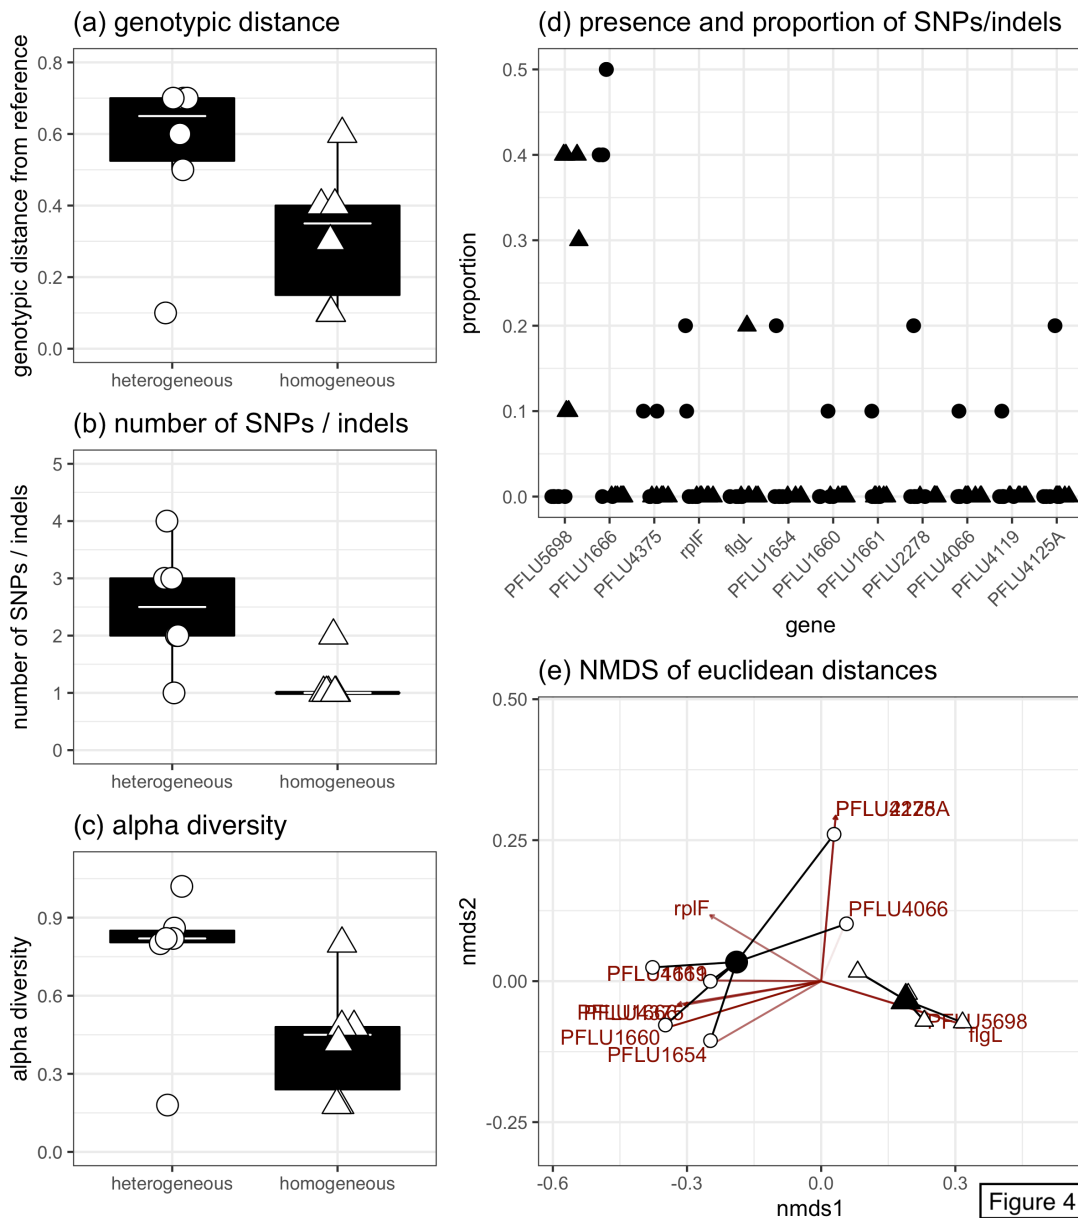 (a) genotypic distance
genotypic distance from reference
0.8
0.6
0.4
0.2
0.0
heterogeneous homogeneous
(b) number of SNPs / indels
number of SNPs / indels
5
4
3
2
1
0
heterogeneous homogeneous
(c) alpha diversity
alpha diversity
0.9
0.6
0.3
0.0
heterogeneous homogeneous
(d) presence and proportion of SNPs/indels
proportion
0.5
0.4
0.3
0.2
0.1
0.0
PFLU5698 PFLU1666 PFLU4375 rplF flgL PFLU1654 PFLU1660 PFLU1661 PFLU2278 PFLU4066 PFLU4119 PFLU4125A
gene
(e) NMDS of euclidean distances
nmds2
0.50
0.25
0.00
-0.25
rplF
PFLU4066
PFLU5698
flgL
PFLU1660
PFLU1654
-0.6 -0.3 0.0 0.3
nmds1
Figure 4